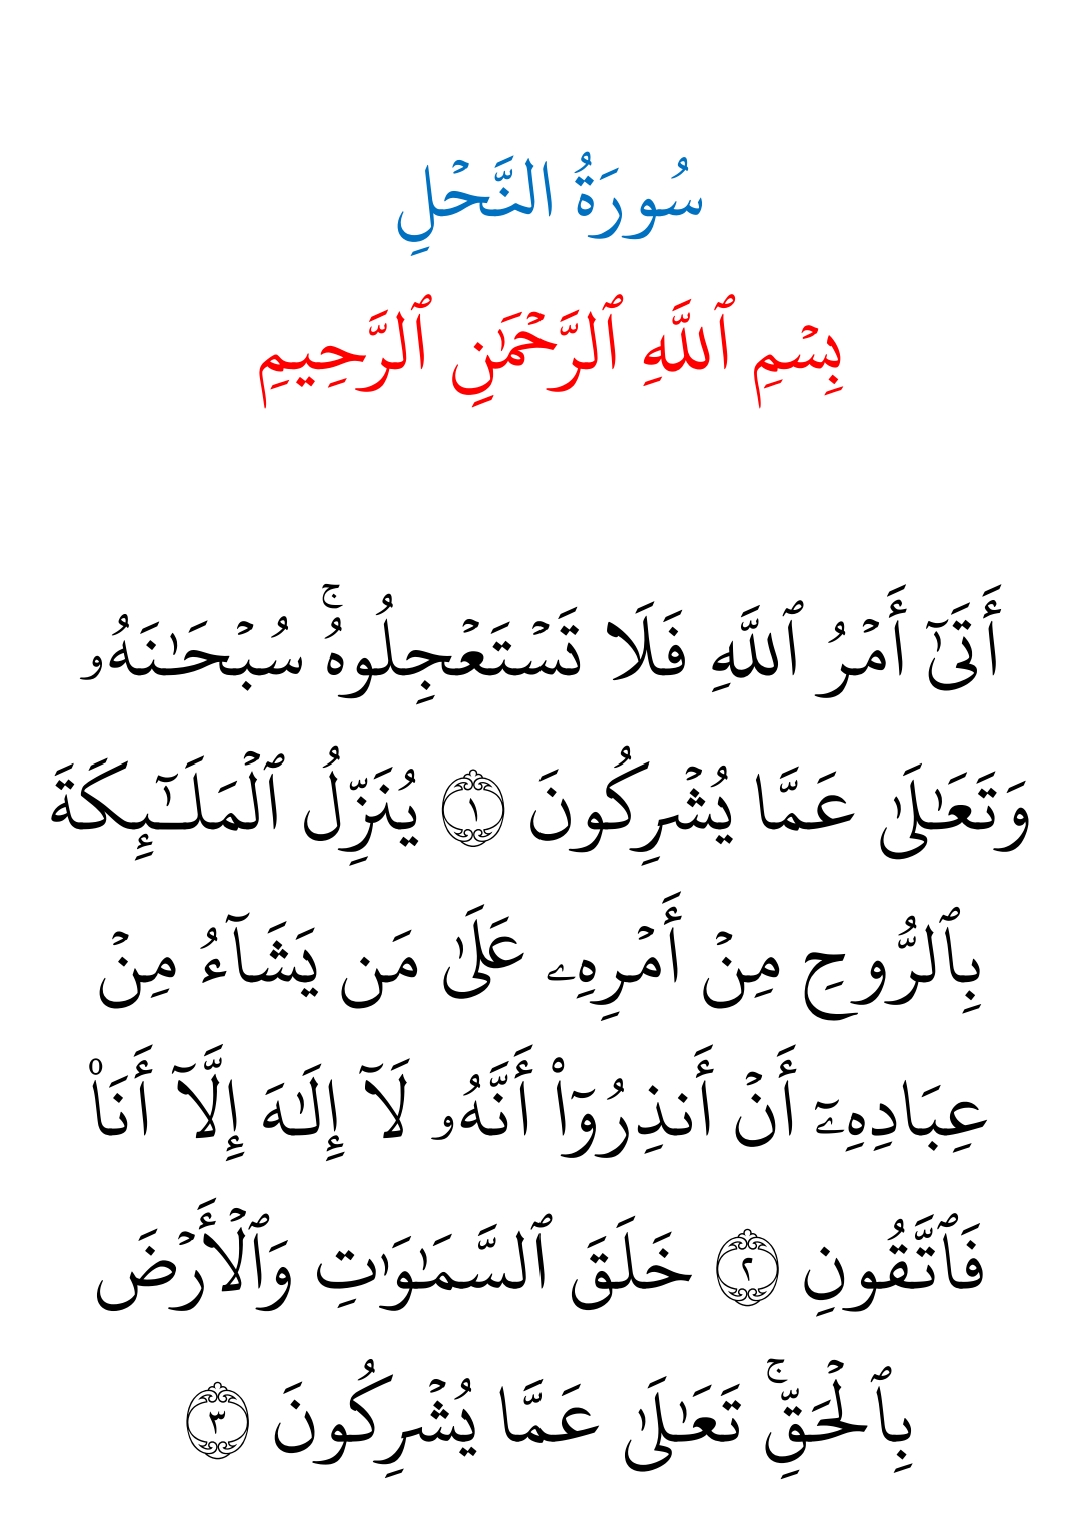 سُورَةُ النَّحْلِ
بِسْمِ ٱللَّهِ ٱلرَّحْمَٰنِ ٱلرَّحِيمِ
أَتَىٰٓ أَمْرُ ٱللَّهِ فَلَا تَسْتَعْجِلُوهُۚ سُبْحَـٰنَهُۥ
وَتَعَـٰلَىٰ عَمَّا يُشْرِكُونَ ۝١ يُنَزِّلُ ٱلْمَلَـٰٓئِكَةَ
بِٱلرُّوحِ مِنْ أَمْرِهِۦ عَلَىٰ مَن يَشَآءُ مِنْ
عِبَادِهِۦٓ أَنْ أَنذِرُوٓا۟ أَنَّهُۥ لَآ إِلَـٰهَ إِلَّآ أَنَا۠
فَٱتَّقُونِ ۝٢ خَلَقَ ٱلسَّمَـٰوَٰتِ وَٱلْأَرْضَ
بِٱلْحَقِّۚ تَعَـٰلَىٰ عَمَّا يُشْرِكُونَ ۝٣